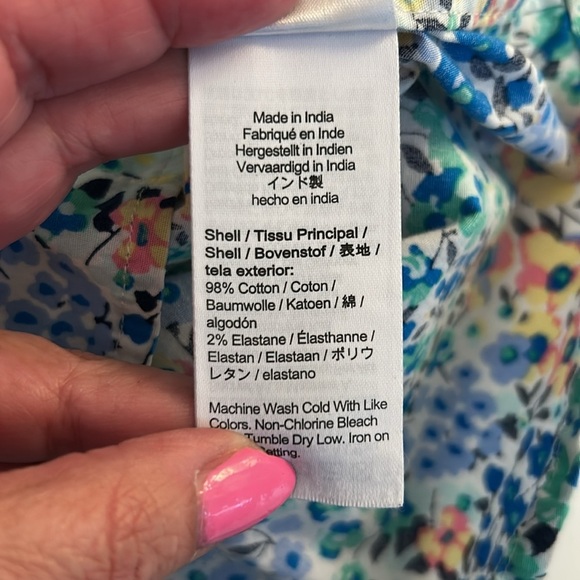 Made in India
Fabriqué en Inde
Hergestellt in Indien
Vervaardigd in India
インド製
hecho en india
Shell / Tissu Principal /
Shell / Bovenstof / 表地 /
tela exterior:
98% Cotton / Coton /
Baumwolle / Katoen / 綿 /
algodón
2% Elastane / Élasthanne /
Elastan / Elastaan / ポリウ
レタン / elastano
Machine Wash Cold With Like
Colors. Non-Chlorine Bleach
Tumble Dry Low. Iron on